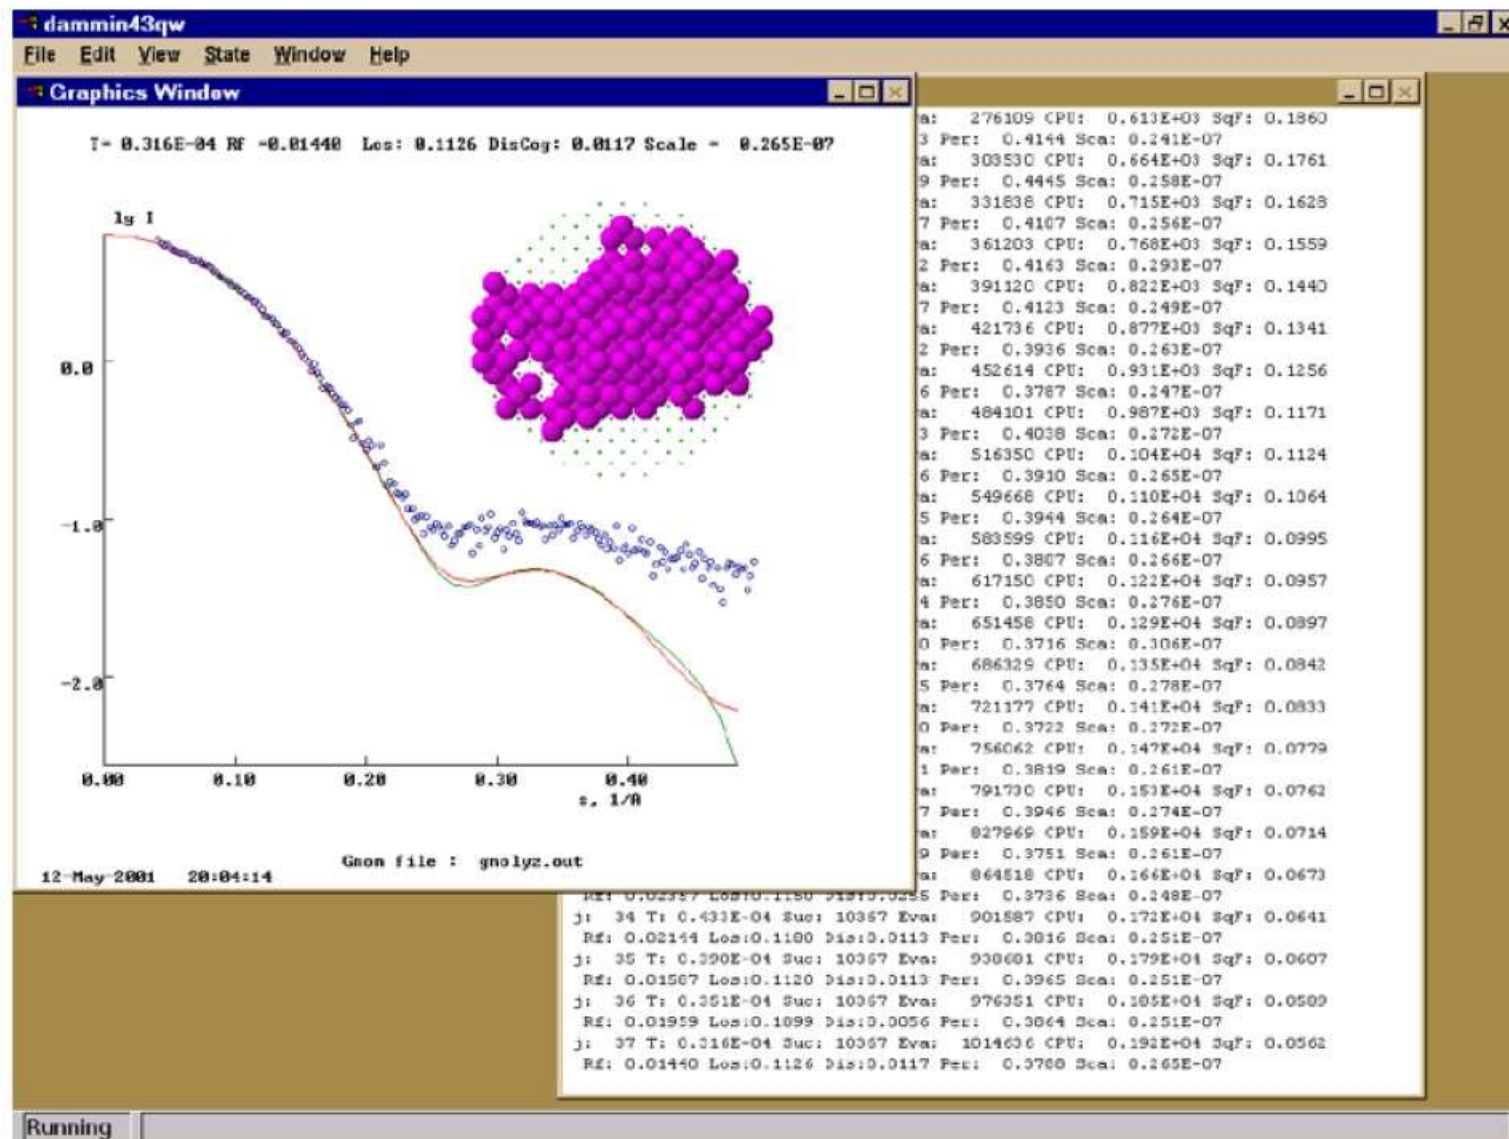 dammin43qw
File Edit View State Window Help
Graphics Window
T= 0.316E-04 Rf =0.01440 Los: 0.1126 DisCog: 0.0117 Scale = 0.265E-07
lg I
0.0
-1.0
-2.0
0.00 0.10 0.20 0.30 0.40
s, 1/A
Gnom file : gnolyz.out
12-May-2001 20:04:14
a: 276109 CPU: 0.613E+03 SqF: 0.1860
3 Per: 0.4144 Sca: 0.241E-07
a: 303530 CPU: 0.664E+03 SqF: 0.1761
9 Per: 0.4445 Sca: 0.258E-07
a: 331838 CPU: 0.715E+03 SqF: 0.1628
7 Per: 0.4107 Sca: 0.256E-07
a: 361203 CPU: 0.768E+03 SqF: 0.1559
2 Per: 0.4163 Sca: 0.293E-07
a: 391120 CPU: 0.822E+03 SqF: 0.1440
7 Per: 0.4123 Sca: 0.249E-07
a: 421736 CPU: 0.877E+03 SqF: 0.1341
2 Per: 0.3936 Sca: 0.263E-07
a: 452614 CPU: 0.931E+03 SqF: 0.1256
6 Per: 0.3787 Sca: 0.247E-07
a: 484101 CPU: 0.987E+03 SqF: 0.1171
3 Per: 0.4038 Sca: 0.272E-07
a: 516350 CPU: 0.104E+04 SqF: 0.1124
6 Per: 0.3910 Sca: 0.265E-07
a: 549668 CPU: 0.110E+04 SqF: 0.1064
5 Per: 0.3944 Sca: 0.264E-07
a: 583599 CPU: 0.116E+04 SqF: 0.0995
6 Per: 0.3807 Sca: 0.266E-07
a: 617150 CPU: 0.122E+04 SqF: 0.0957
4 Per: 0.3850 Sca: 0.276E-07
a: 651458 CPU: 0.129E+04 SqF: 0.0897
0 Per: 0.3716 Sca: 0.306E-07
a: 686329 CPU: 0.135E+04 SqF: 0.0842
5 Per: 0.3764 Sca: 0.278E-07
a: 721177 CPU: 0.141E+04 SqF: 0.0833
0 Per: 0.3722 Sca: 0.272E-07
a: 756062 CPU: 0.147E+04 SqF: 0.0779
1 Per: 0.3819 Sca: 0.261E-07
a: 791730 CPU: 0.153E+04 SqF: 0.0762
7 Per: 0.3946 Sca: 0.274E-07
a: 827969 CPU: 0.159E+04 SqF: 0.0714
9 Per: 0.3751 Sca: 0.261E-07
a: 864518 CPU: 0.166E+04 SqF: 0.0673
Per: 0.3736 Sca: 0.248E-07
j: 34 T: 0.433E-04 Suc: 10367 Eva: 901587 CPU: 0.172E+04 SqF: 0.0641
Rf: 0.02144 Los:0.1180 Dis:0.0113 Per: 0.3816 Sca: 0.251E-07
j: 35 T: 0.390E-04 Suc: 10367 Eva: 938681 CPU: 0.179E+04 SqF: 0.0607
Rf: 0.01587 Los:0.1120 Dis:0.0113 Per: 0.3965 Sca: 0.251E-07
j: 36 T: 0.351E-04 Suc: 10367 Eva: 976351 CPU: 0.185E+04 SqF: 0.0589
Rf: 0.01959 Los:0.1099 Dis:0.0056 Per: 0.3864 Sca: 0.251E-07
j: 37 T: 0.316E-04 Suc: 10367 Eva: 1014636 CPU: 0.192E+04 SqF: 0.0562
Rf: 0.01440 Los:0.1126 Dis:0.0117 Per: 0.3788 Sca: 0.265E-07
Running